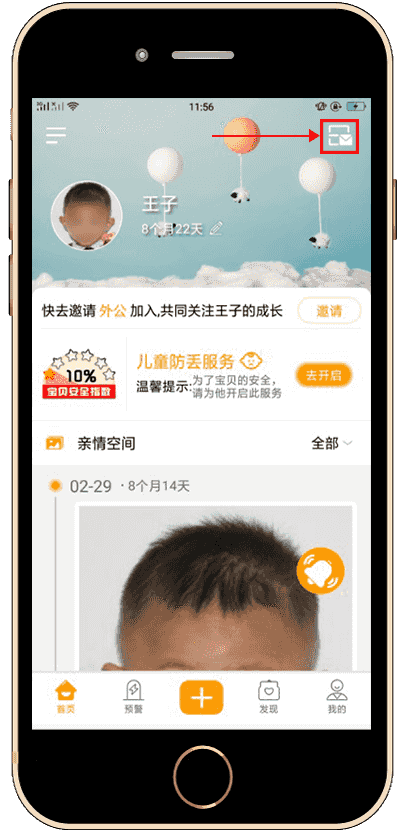 11:56
王子
8个月22天
快去邀请 外公 加入,共同关注王子的成长
邀请
10%
宝贝安全指数
儿童防丢服务
温馨提示:
为了宝贝的安全，
请为他开启此服务
去开启
亲情空间
全部
02-29 ·8个月14天
首页
预警
发现
我的